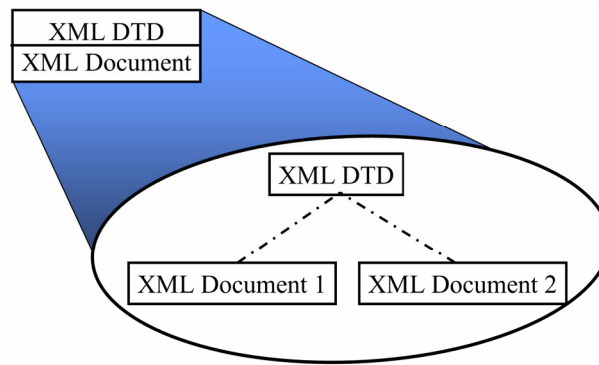 XML DTD
XML Document
XML DTD
XML Document 1
XML Document 2